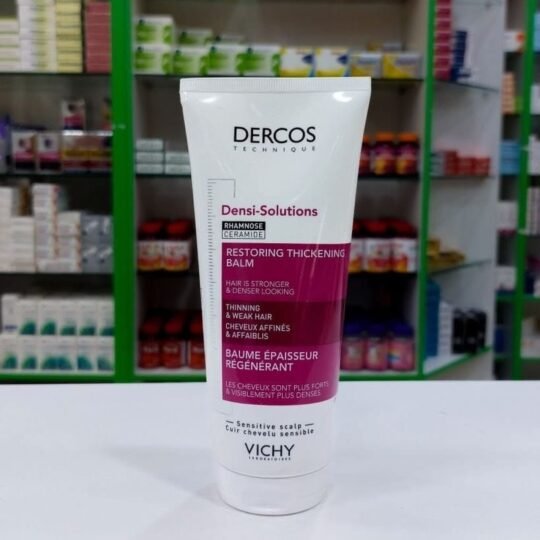 DERCOS
TECHNIQUE
Densi-Solutions
RHAMNOSE
CERAMIDE
RESTORING THICKENING
BALM
HAIR IS STRONGER
& DENSER LOOKING
THINNING
& WEAK HAIR
CHEVEUX AFFINÉS
& AFFAIBLIS
BAUME ÉPAISSEUR
RÉGÉNÉRANT
LES CHEVEUX SONT PLUS FORTS
& VISIBLEMENT PLUS DENSES
— Sensitive scalp —
Cuir chevelu sensible
VICHY
LABORATOIRES